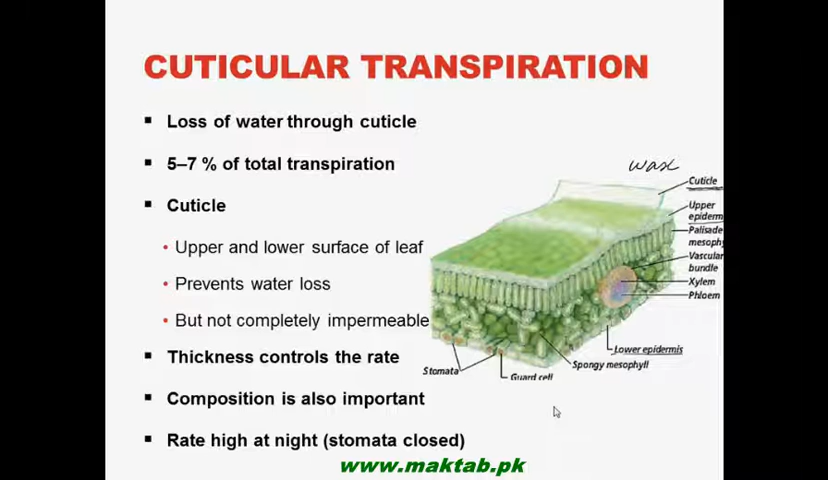 CUTICULAR TRANSPIRATION
Loss of water through cuticle
5–7 % of total transpiration
Cuticle
Upper and lower surface of leaf
Prevents water loss
But not completely impermeable
Thickness controls the rate
Composition is also important
Rate high at night (stomata closed)
wax
Cuticle
Upper
epiderm
Palisade
mesophy
Vascular
bundle
Xylem
Phloem
Lower epidermis
Spongy mesophyll
Guard cell
Stomata
www.maktab.pk